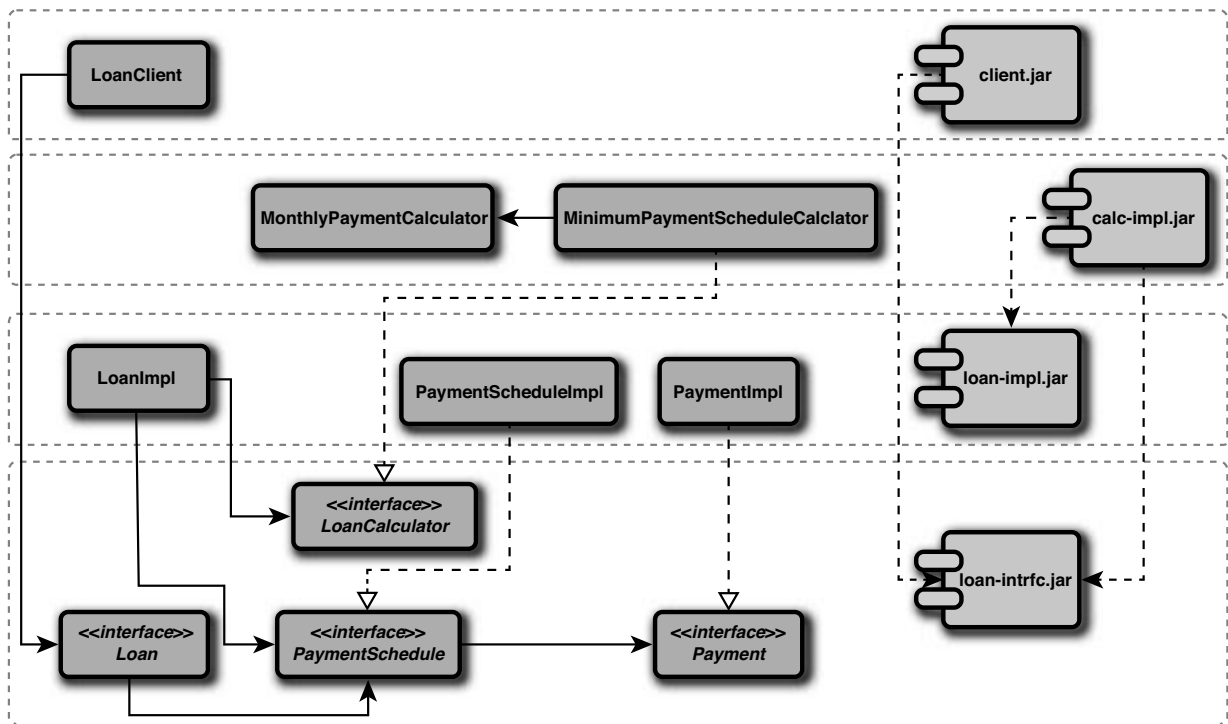 LoanClient
client.jar
MonthlyPaymentCalculator
MinimumPaymentScheduleCalclator
calc-impl.jar
LoanImpl
PaymentScheduleImpl
PaymentImpl
loan-impl.jar
<<interface>>
LoanCalculator
loan-intrfc.jar
<<interface>>
Loan
<<interface>>
PaymentSchedule
<<interface>>
Payment